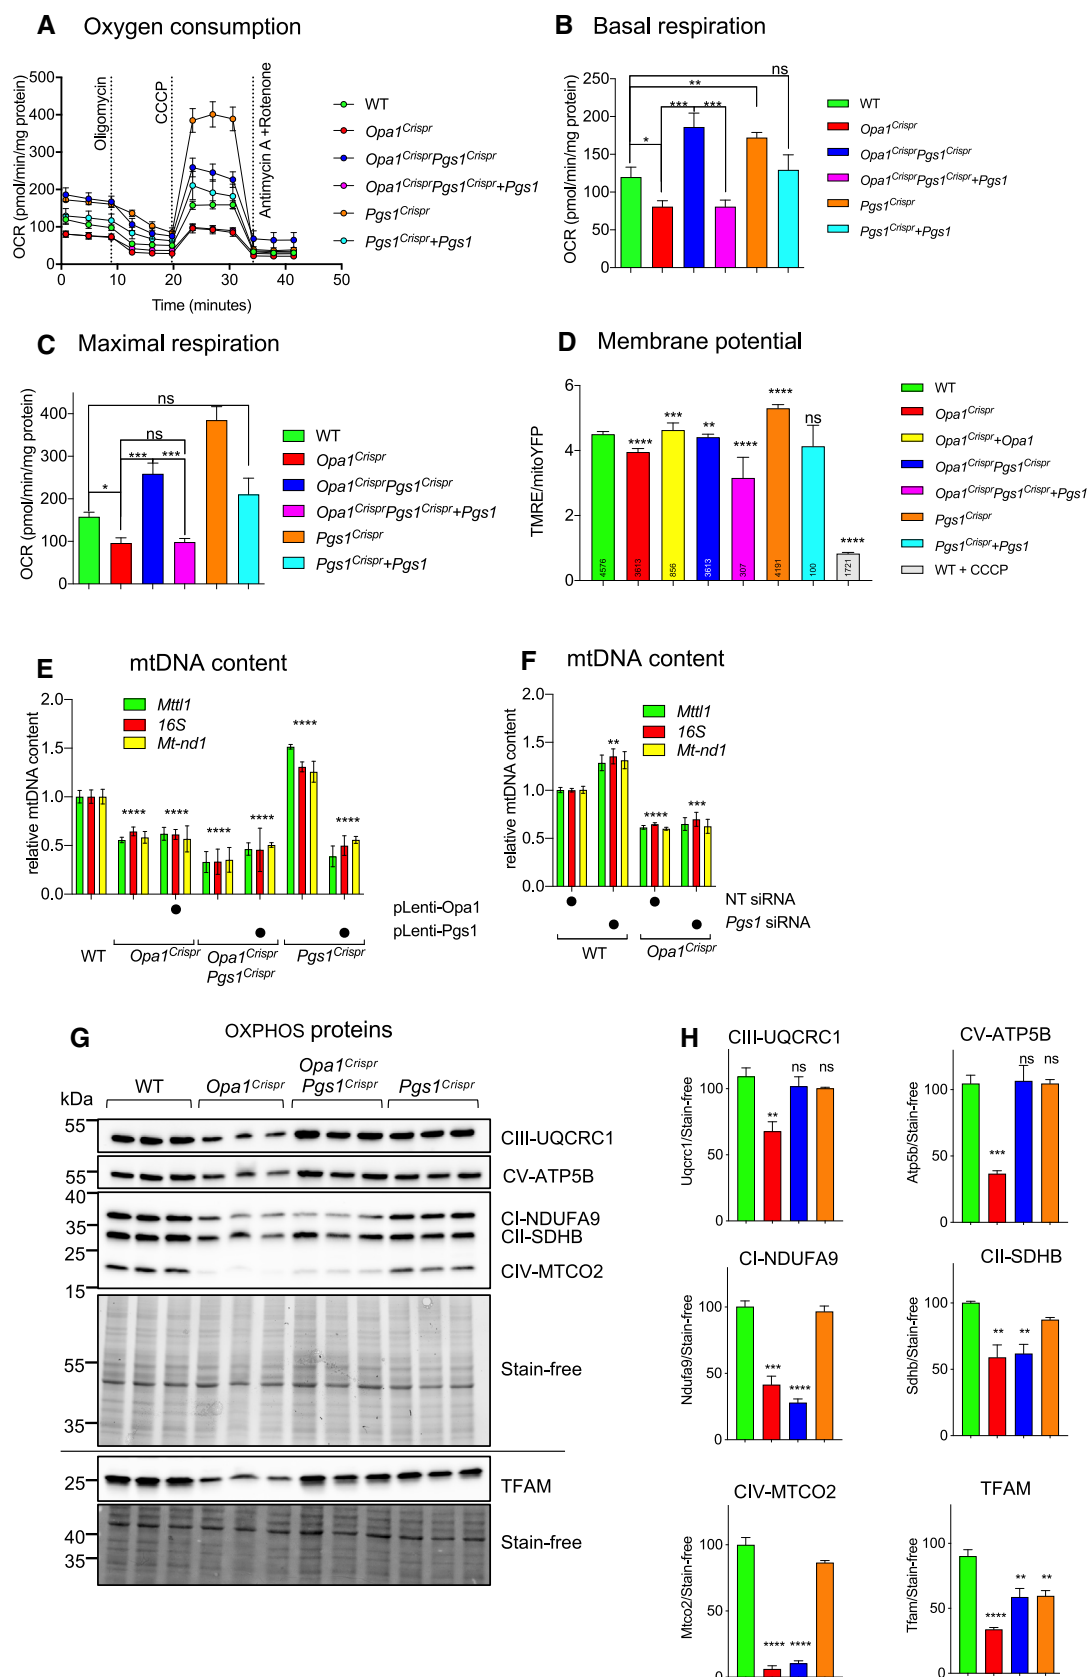 A Oxygen consumption
500
400
300
200
100
0
OCR (pmol/min/mg protein)
Oligomycin
CCCP
Antimycin A +Rotenone
0 10 20 30 40 50
Time (minutes)
WT
Opa1Crispr
Opa1CrisprPgs1Crispr
Opa1CrisprPgs1Crispr+Pgs1
Pgs1Crispr
Pgs1Crispr+Pgs1
B Basal respiration
250
200
150
100
50
0
OCR (pmol/min/mg protein)
ns
**
*** ***
*
WT
Opa1Crispr
Opa1CrisprPgs1Crispr
Opa1CrisprPgs1Crispr+Pgs1
Pgs1Crispr
Pgs1Crispr+Pgs1
C Maximal respiration
400
300
200
100
0
OCR (pmol/min/mg protein)
ns
ns
*** ***
*
WT
Opa1Crispr
Opa1CrisprPgs1Crispr
Opa1CrisprPgs1Crispr+Pgs1
Pgs1Crispr
Pgs1Crispr+Pgs1
D Membrane potential
6
4
2
0
TMRE/mitoYFP
**** *** ** **** **** ns ****
4576 3613 856 3613 307 4191 100 1721
WT
Opa1Crispr
Opa1Crispr+Opa1
Opa1CrisprPgs1Crispr
Opa1CrisprPgs1Crispr+Pgs1
Pgs1Crispr
Pgs1Crispr+Pgs1
WT + CCCP
E mtDNA content
2.0
1.5
1.0
0.5
0.0
relative mtDNA content
Mttl1
16S
Mt-nd1
**** **** **** **** ****
pLenti-Opa1
pLenti-Pgs1
WT Opa1Crispr Opa1Crispr Pgs1Crispr
Pgs1Crispr
F mtDNA content
2.0
1.5
1.0
0.5
0.0
relative mtDNA content
Mttl1
16S
Mt-nd1
** **** ***
NT siRNA
Pgs1 siRNA
WT Opa1Crispr
G OXPHOS proteins
kDa
WT Opa1Crispr Opa1Crispr Pgs1Crispr
Pgs1Crispr
55 CIII-UQCRC1
55 CV-ATP5B
40
CI-NDUFA9
35
CII-SDHB
25
CIV-MTCO2
15
55 Stain-free
35
25 TFAM
40 Stain-free
35
H CIII-UQCRC1
100
50
0
Uqcrc1/Stain-free
** ns ns
CV-ATP5B
100
50
0
Atp5b/Stain-free
*** ns ns
CI-NDUFA9
100
50
0
Ndufa9/Stain-free
*** ****
CII-SDHB
100
50
0
Sdhb/Stain-free
** **
CIV-MTCO2
100
50
0
Mtco2/Stain-free
**** ****
TFAM
100
50
0
Tfam/Stain-free
**** ** **